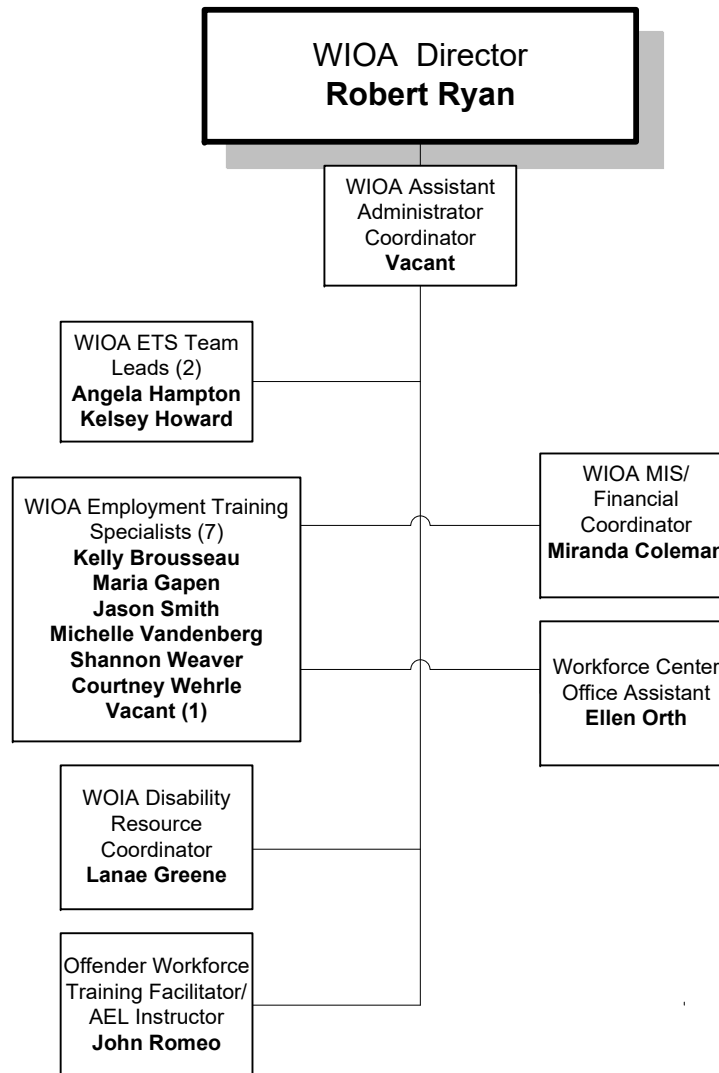 WIOA Director
Robert Ryan
WIOA Assistant
Administrator
Coordinator
Vacant
WIOA ETS Team
Leads (2)
Angela Hampton
Kelsey Howard
WIOA Employment Training
Specialists (7)
Kelly Brousseau
Maria Gapen
Jason Smith
Michelle Vandenberg
Shannon Weaver
Courtney Wehrle
Vacant (1)
WIOA MIS/
Financial
Coordinator
Miranda Coleman
Workforce Center
Office Assistant
Ellen Orth
WOIA Disability
Resource
Coordinator
Lanae Greene
Offender Workforce
Training Facilitator/
AEL Instructor
John Romeo